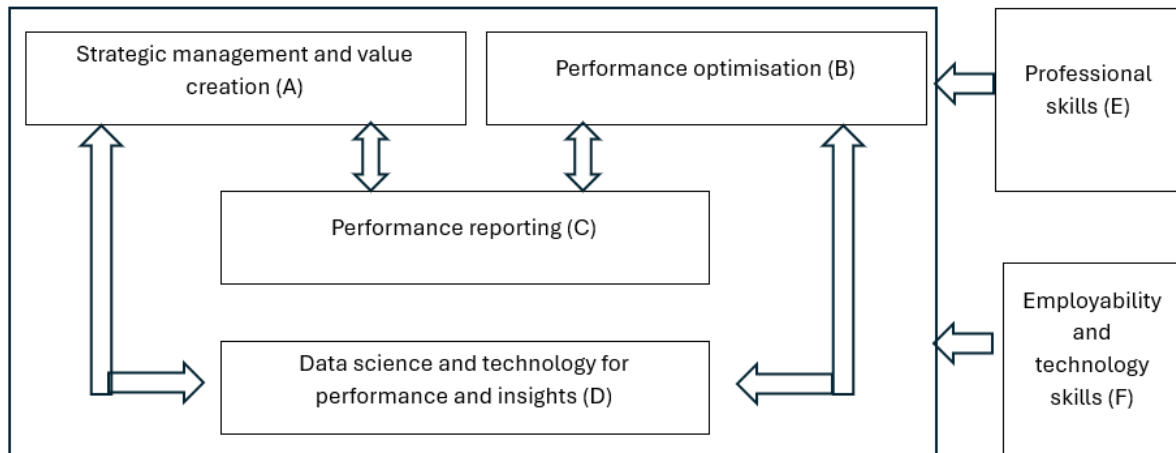 Strategic management and value
creation (A)
Performance optimisation (B)
Professional
skills (E)
Performance reporting (C)
Employability
and
technology
skills (F)
Data science and technology for
performance and insights (D)